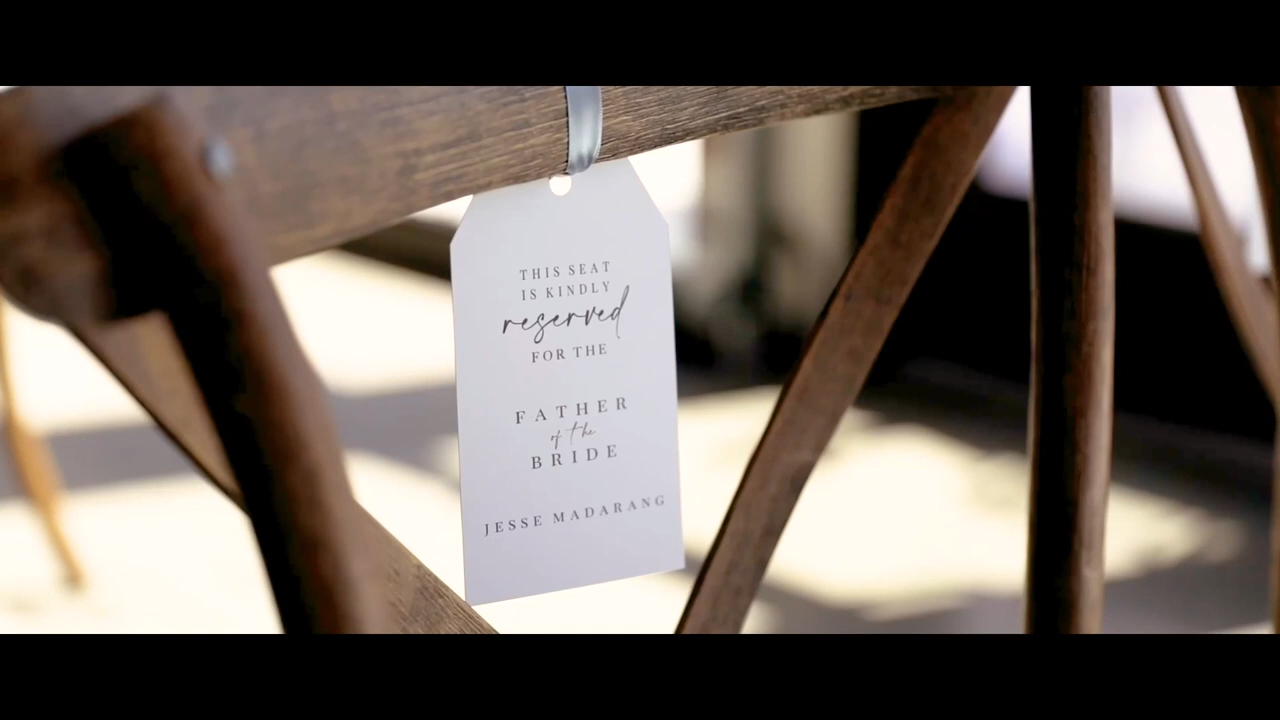 THIS SEAT
IS KINDLY
reserved
FOR THE
FATHER
of the
BRIDE
JESSE MADARANG